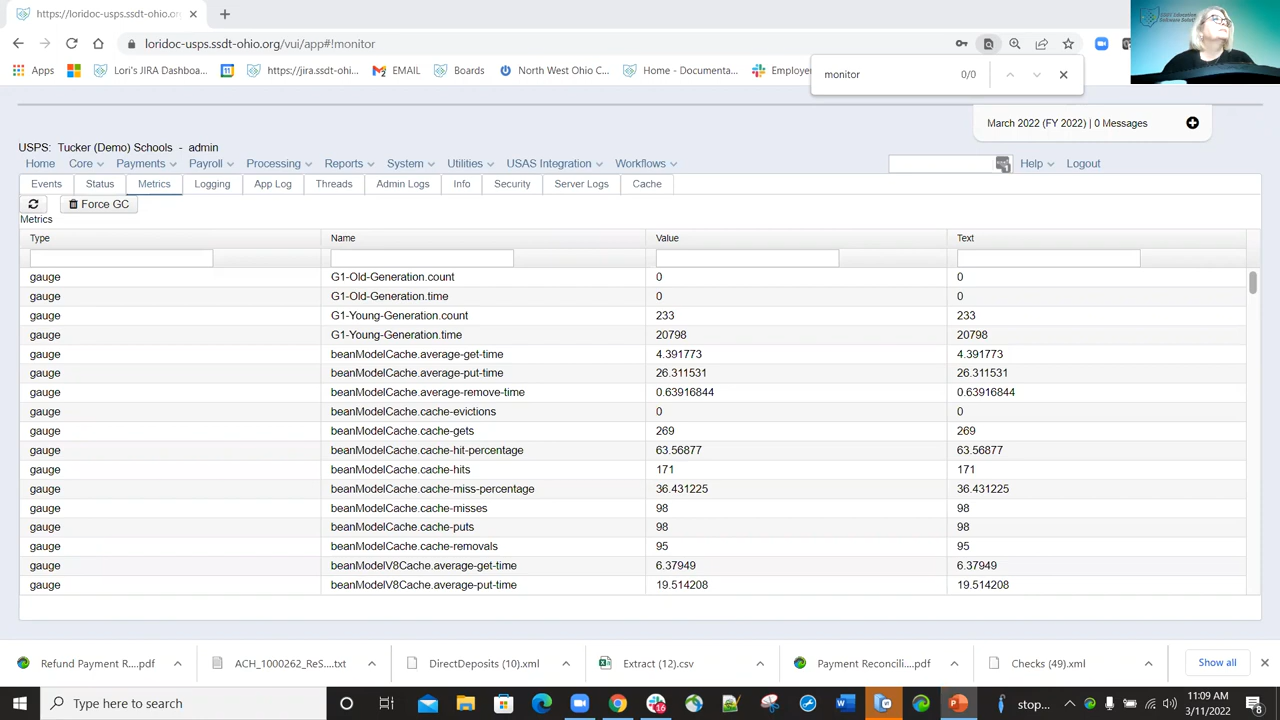 https://loridoc-usps.ssdt-ohio.org
loridoc-usps.ssdt-ohio.org/vui/app#!monitor
Apps
Lori's JIRA Dashboa...
https://jira.ssdt-ohi...
EMAIL
Boards
North West Ohio C...
Home - Documenta...
Employer
monitor 0/0
March 2022 (FY 2022) | 0 Messages
USPS: Tucker (Demo) Schools - admin
Home Core Payments Payroll Processing Reports System Utilities USAS Integration Workflows Help Logout
Events Status Metrics Logging App Log Threads Admin Logs Info Security Server Logs Cache
Force GC
Metrics
Type Name Value Text
gauge G1-Old-Generation.count 0 0
gauge G1-Old-Generation.time 0 0
gauge G1-Young-Generation.count 233 233
gauge G1-Young-Generation.time 20798 20798
gauge beanModelCache.average-get-time 4.391773 4.391773
gauge beanModelCache.average-put-time 26.311531 26.311531
gauge beanModelCache.average-remove-time 0.63916844 0.63916844
gauge beanModelCache.cache-evictions 0 0
gauge beanModelCache.cache-gets 269 269
gauge beanModelCache.cache-hit-percentage 63.56877 63.56877
gauge beanModelCache.cache-hits 171 171
gauge beanModelCache.cache-miss-percentage 36.431225 36.431225
gauge beanModelCache.cache-misses 98 98
gauge beanModelCache.cache-puts 98 98
gauge beanModelCache.cache-removals 95 95
gauge beanModelV8Cache.average-get-time 6.37949 6.37949
gauge beanModelV8Cache.average-put-time 19.514208 19.514208
Refund Payment R....pdf
ACH_1000262_ReS....txt
DirectDeposits (10).xml
Extract (12).csv
Payment Reconcili....pdf
Checks (49).xml
Show all
Type here to search
16
stop...
11:09 AM
3/11/2022
8